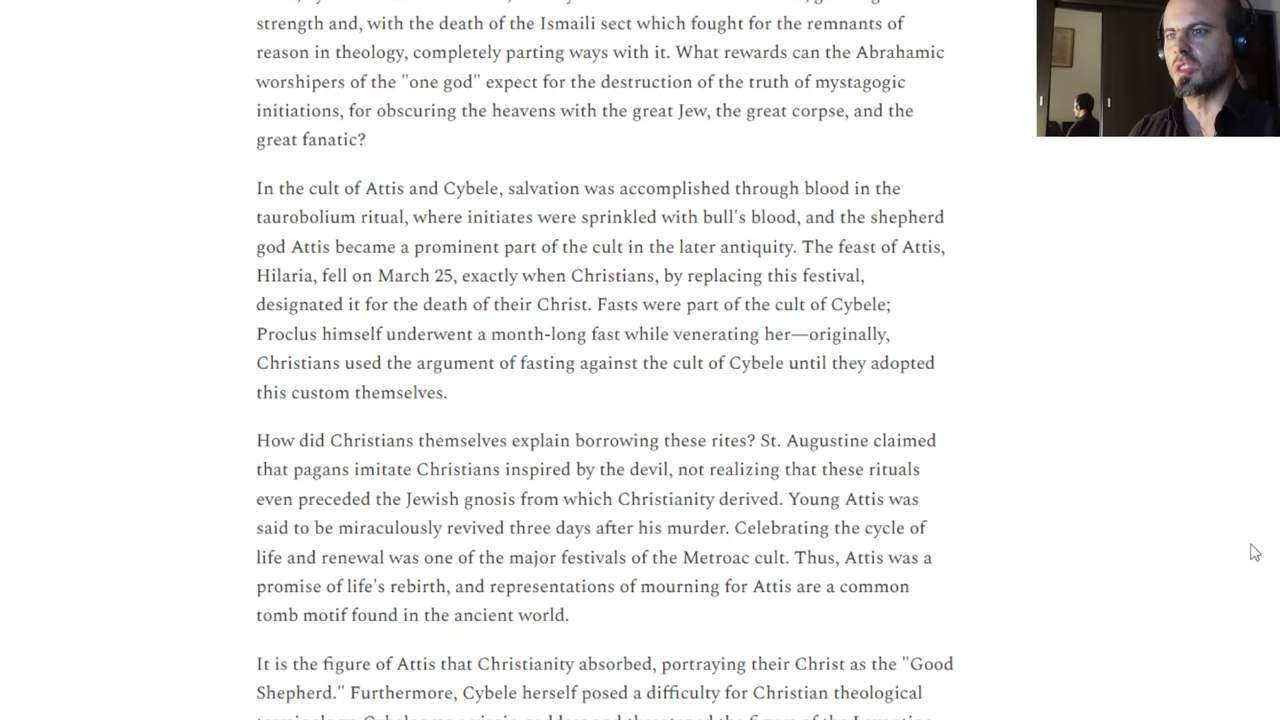 strength and, with the death of the Ismaili sect which fought for the remnants of
reason in theology, completely parting ways with it. What rewards can the Abrahamic
worshipers of the "one god" expect for the destruction of the truth of mystagogic
initiations, for obscuring the heavens with the great Jew, the great corpse, and the
great fanatic?
In the cult of Attis and Cybele, salvation was accomplished through blood in the
taurobolium ritual, where initiates were sprinkled with bull's blood, and the shepherd
god Attis became a prominent part of the cult in the later antiquity. The feast of Attis,
Hilaria, fell on March 25, exactly when Christians, by replacing this festival,
designated it for the death of their Christ. Fasts were part of the cult of Cybele;
Proclus himself underwent a month-long fast while venerating her—originally,
Christians used the argument of fasting against the cult of Cybele until they adopted
this custom themselves.
How did Christians themselves explain borrowing these rites? St. Augustine claimed
that pagans imitate Christians inspired by the devil, not realizing that these rituals
even preceded the Jewish gnosis from which Christianity derived. Young Attis was
said to be miraculously revived three days after his murder. Celebrating the cycle of
life and renewal was one of the major festivals of the Metroac cult. Thus, Attis was a
promise of life's rebirth, and representations of mourning for Attis are a common
tomb motif found in the ancient world.
It is the figure of Attis that Christianity absorbed, portraying their Christ as the "Good
Shepherd." Furthermore, Cybele herself posed a difficulty for Christian theological